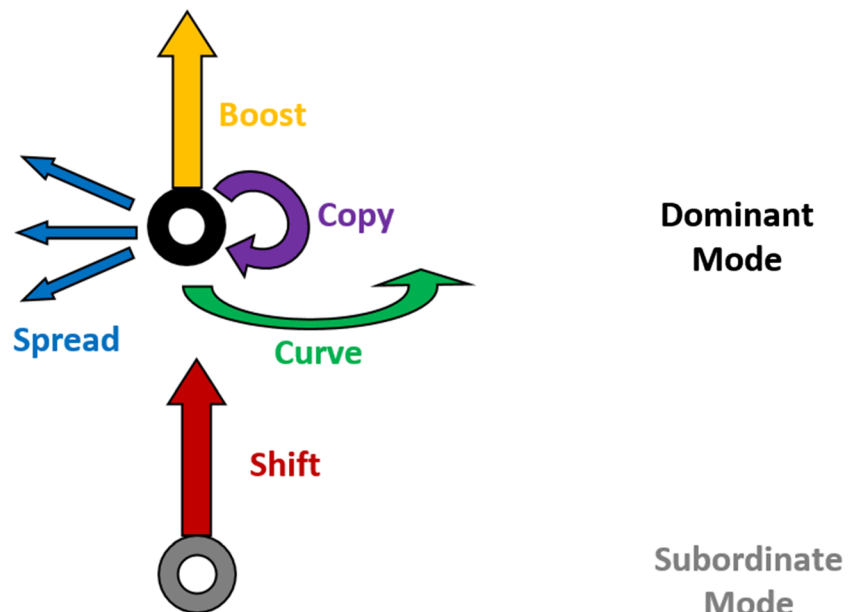 Boost
Copy
Dominant
Mode
Spread
Curve
Shift
Subordinate
Mode